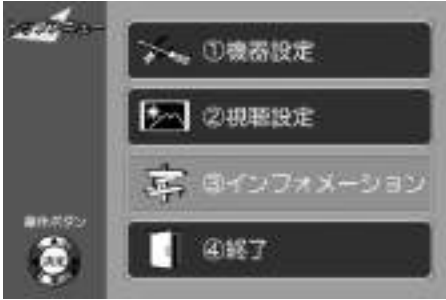 ①機器設定
②視聴設定
③インフォメーション
④終了
操作ボタン